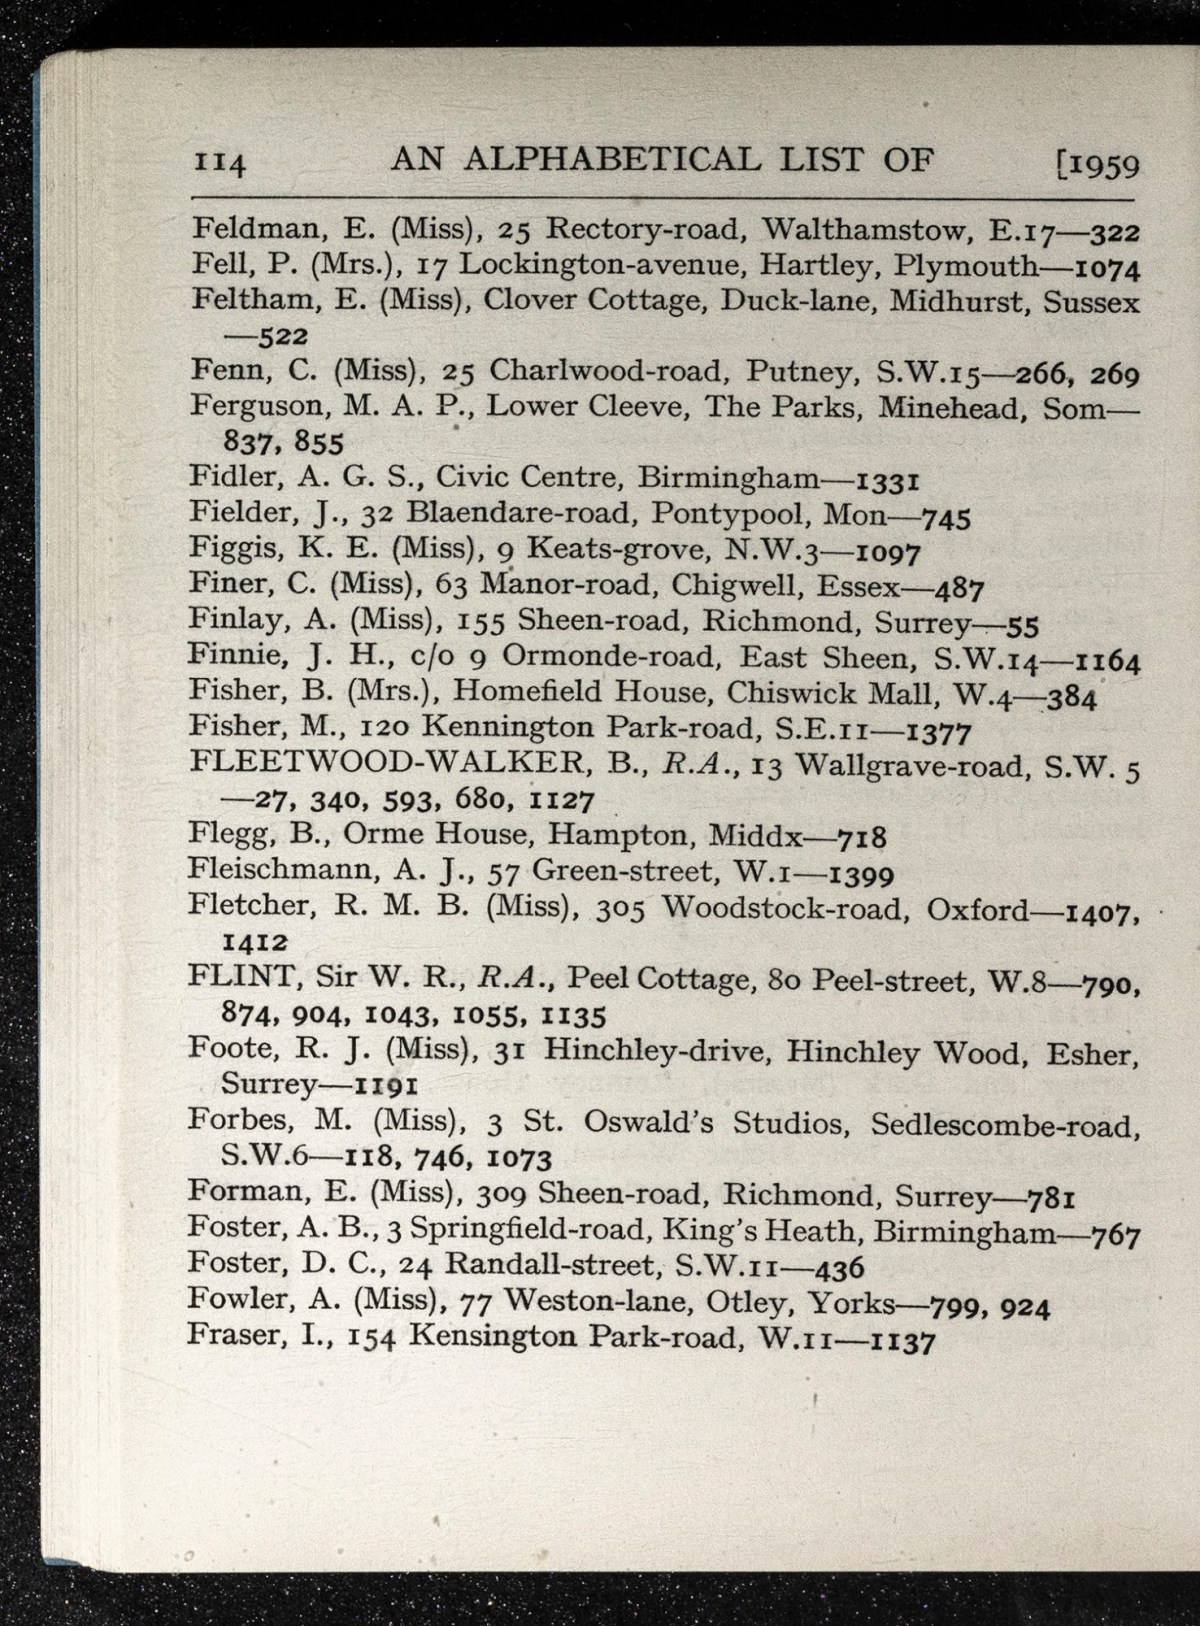 114 AN ALPHABETICAL LIST OF [1959
Feldman, E. (Miss), 25 Rectory-road, Walthamstow, E.17—322
Fell, P. (Mrs.), 17 Lockington-avenue, Hartley, Plymouth—1074
Feltham, E. (Miss), Clover Cottage, Duck-lane, Midhurst, Sussex
—522
Fenn, C. (Miss), 25 Charlwood-road, Putney, S.W.15—266, 269
Ferguson, M. A. P., Lower Cleeve, The Parks, Minehead, Som—
837, 855
Fidler, A. G. S., Civic Centre, Birmingham—1331
Fielder, J., 32 Blaendare-road, Pontypool, Mon—745
Figgis, K. E. (Miss), 9 Keats-grove, N.W.3—1097
Finer, C. (Miss), 63 Manor-road, Chigwell, Essex—487
Finlay, A. (Miss), 155 Sheen-road, Richmond, Surrey—55
Finnie, J. H., c/o 9 Ormonde-road, East Sheen, S.W.14—1164
Fisher, B. (Mrs.), Homefield House, Chiswick Mall, W.4—384
Fisher, M., 120 Kennington Park-road, S.E.11—1377
FLEETWOOD-WALKER, B., R.A., 13 Wallgrave-road, S.W. 5
—27, 340, 593, 680, 1127
Flegg, B., Orme House, Hampton, Middx—718
Fleischmann, A. J., 57 Green-street, W.1—1399
Fletcher, R. M. B. (Miss), 305 Woodstock-road, Oxford—1407,
1412
FLINT, Sir W. R., R.A., Peel Cottage, 80 Peel-street, W.8—790,
874, 904, 1043, 1055, 1135
Foote, R. J. (Miss), 31 Hinchley-drive, Hinchley Wood, Esher,
Surrey—1191
Forbes, M. (Miss), 3 St. Oswald's Studios, Sedlescombe-road,
S.W.6—118, 746, 1073
Forman, E. (Miss), 309 Sheen-road, Richmond, Surrey—781
Foster, A. B., 3 Springfield-road, King's Heath, Birmingham—767
Foster, D. C., 24 Randall-street, S.W.11—436
Fowler, A. (Miss), 77 Weston-lane, Otley, Yorks—799, 924
Fraser, I., 154 Kensington Park-road, W.11—1137